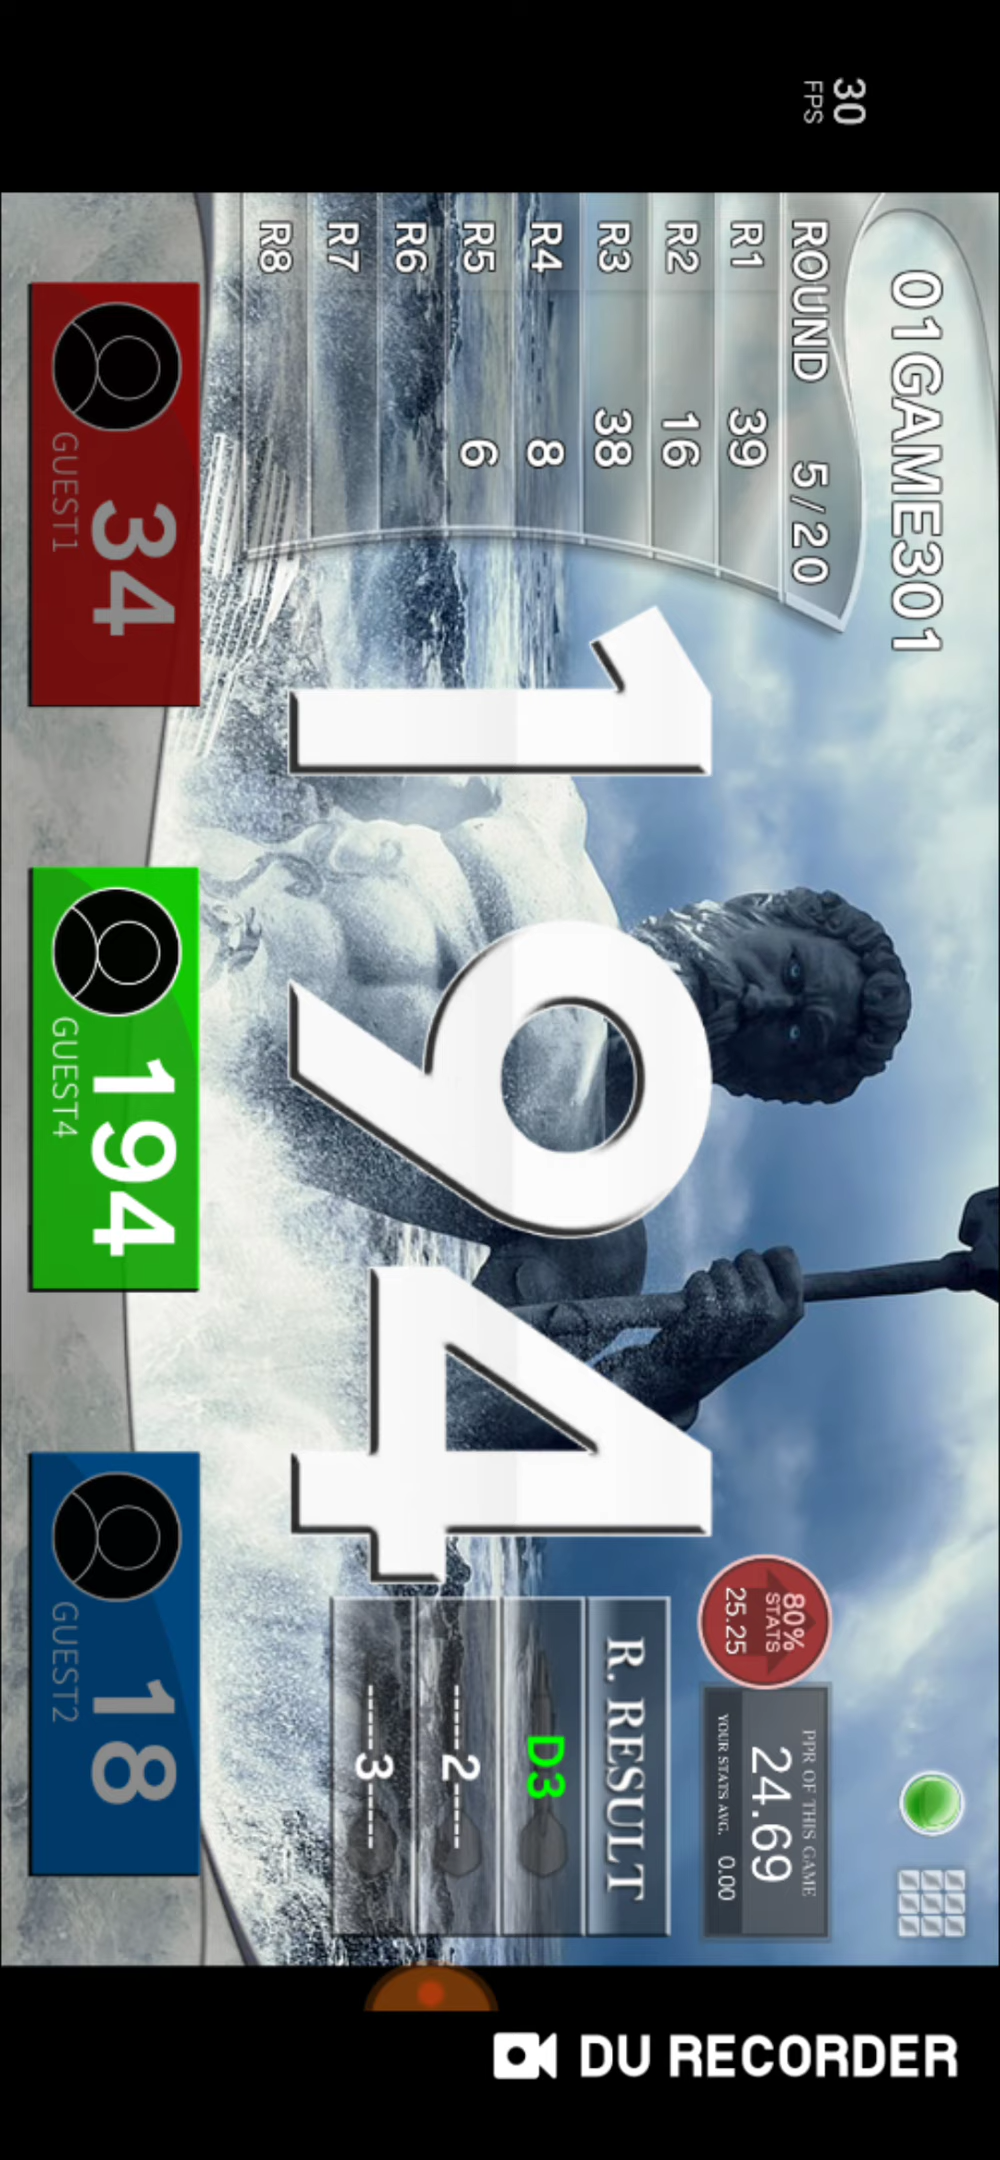 30
FPS
01GAME301
ROUND 5/20
R1 39
R2 16
R3 38
R4 8
R5 6
R6
R7
R8
194
80%
STATS
25.25
PPR OF THIS GAME
24.69
YOUR STATS AVG. 0.00
R. RESULT
D3
------2------
------3------
34
GUEST1
194
GUEST4
18
GUEST2
DU RECORDER